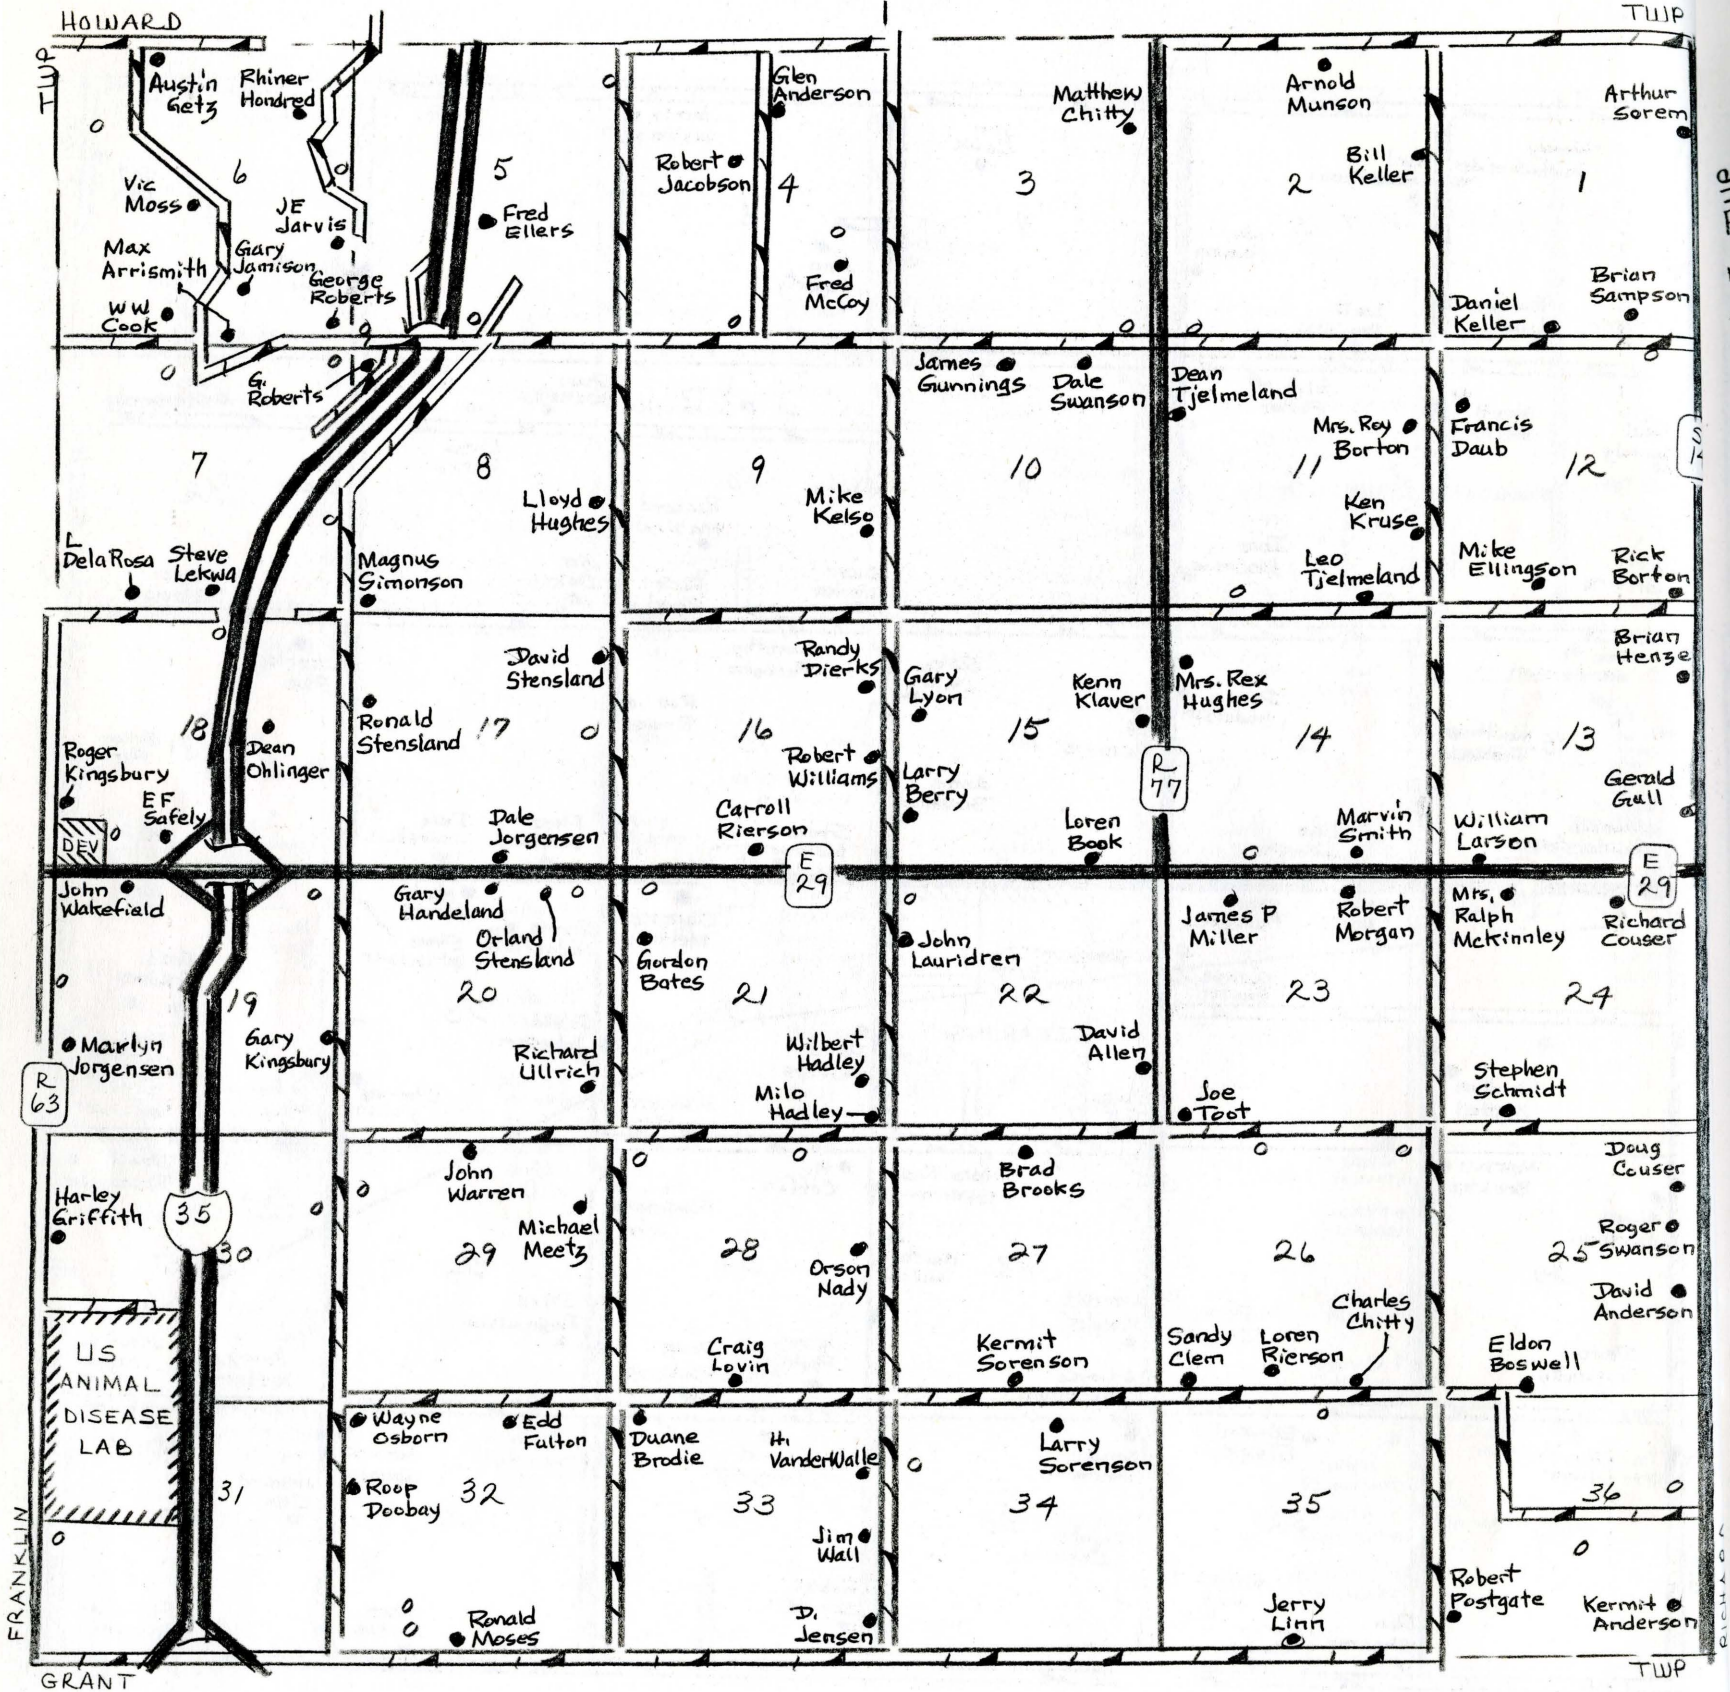 HOWARD
TWP
TWP
Austin
Getz
Rhiner
Hondred
6
Vic
Moss
JE
Jarvis
Max
Arrismith
Gary
Jamison
George
Roberts
WW
Cook
5
Fred
Ellers
Glen
Anderson
Robert
Jacobson
4
Fred
McCoy
Matthew
Chitty
3
Arnold
Munson
Bill
Keller
2
Arthur
Sorem
1
Daniel
Keller
Brian
Sampson
G.
Roberts
7
L
DelaRosa
Steve
Lekwa
8
Lloyd
Hughes
Magnus
Simonson
9
Mike
Kelso
James
Gunnings
Dale
Swanson
10
Dean
Tjelmeland
Mrs. Roy
Borton
11
Ken
Kruse
Leo
Tjelmeland
Francis
Daub
12
Mike
Ellingson
Rick
Borton
18
Roger
Kingsbury
EF
Safely
Dean
Ohlinger
DEV
David
Stensland
Ronald
Stensland
17
Dale
Jorgensen
Randy
Dierks
16
Robert
Williams
Carroll
Rierson
E
29
Gary
Lyon
Kenn
Klaver
15
Larry
Berry
Loren
Book
R
77
Mrs. Rex
Hughes
14
Marvin
Smith
Brian
Henze
13
Gerald
Gull
William
Larson
E
29
John
Wakefield
19
Marlyn
Jorgensen
Gary
Kingsbury
R
63
Gary
Handeland
Orland
Stensland
20
Richard
Ullrich
Gordon
Bates
21
Wilbert
Hadley
Milo
Hadley
John
Lauridren
22
David
Allen
James P
Miller
Robert
Morgan
23
Joe
Toot
Mrs.
Ralph
McKinnley
Richard
Couser
24
Stephen
Schmidt
Harley
Griffith
35
30
John
Warren
Michael
Meetz
29
28
Orson
Nady
Craig
Lovin
Brad
Brooks
27
Kermit
Sorenson
26
Charles
Chitty
Sandy
Clem
Loren
Rierson
Doug
Couser
Roger
Swanson
25
David
Anderson
Eldon
Boswell
US
ANIMAL
DISEASE
LAB
31
Wayne
Osborn
Edd
Fulton
Roop
Doobay
32
Ronald
Moses
Duane
Brodie
H.
VanderWalle
33
Jim
Wall
D.
Jensen
Larry
Sorenson
34
35
Jerry
Linn
36
Robert
Postgate
Kermit
Anderson
FRANKLIN
GRANT
TWP